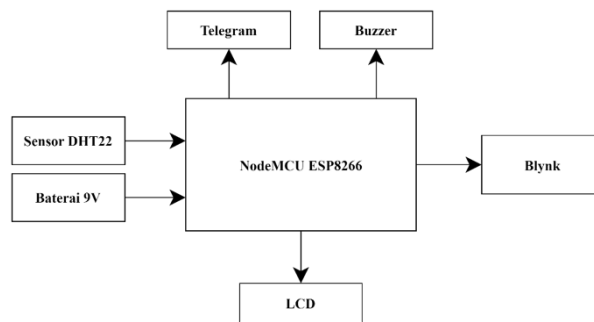 Telegram
Buzzer
Sensor DHT22
NodeMCU ESP8266
Blynk
Baterai 9V
LCD